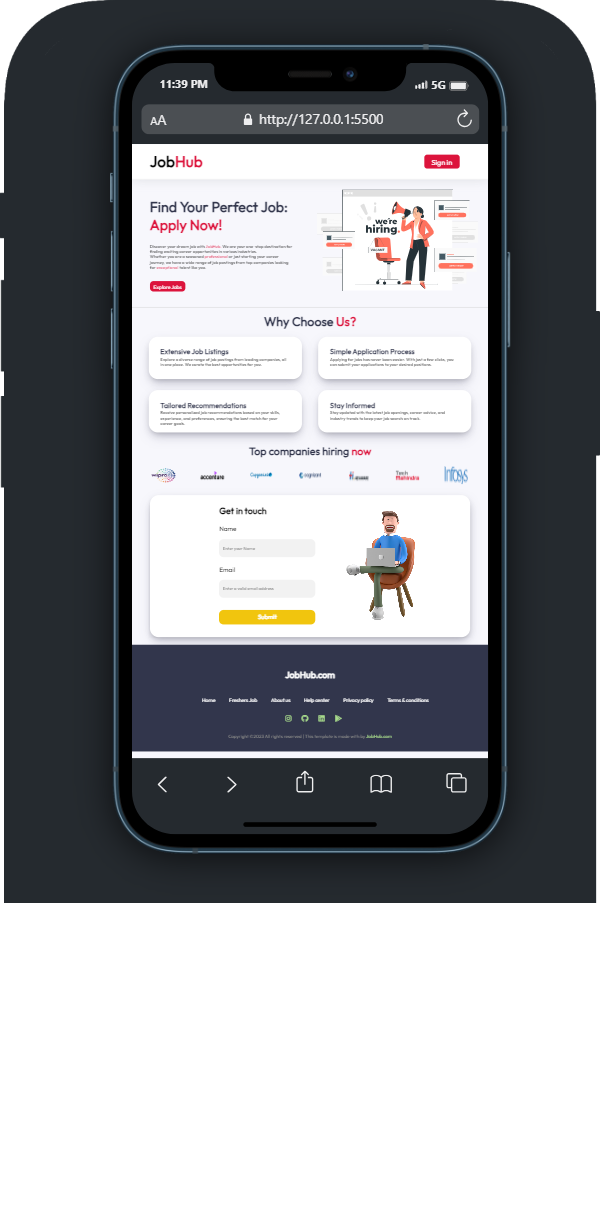 11:39 PM
5G
AA
http://127.0.0.1:5500
JobHub
Sign in
Find Your Perfect Job:
Apply Now!
we're
hiring.
VACANT
Discover your dream job with JobHub. We are your one-stop destination for
finding exciting career opportunities in various industries.
Whether you are a seasoned professional or just starting your career
journey, we have a wide range of job postings from top companies looking
for exceptional talent like you.
Explore Jobs
Why Choose Us?
Extensive Job Listings
Explore a diverse range of job postings from leading companies, all
in one place. We curate the best opportunities for you.
Simple Application Process
Applying for jobs has never been easier. With just a few clicks, you
can submit your applications to your desired positions.
Tailored Recommendations
Receive personalized job recommendations based on your skills,
experience, and preferences, ensuring the best match for your
career goals.
Stay Informed
Stay updated with the latest job openings, career advice, and
industry trends to keep your job search on track.
Top companies hiring now
wipro
accenture
Capgemini
cognizant
Tech
Mahindra
Infosys
Get in touch
Name
Enter your Name
Email
Enter a valid email address
Submit
JobHub.com
Home
Freshers Job
About us
Help center
Privacy policy
Terms & conditions
Copyright ©2023 All rights reserved | This template is made with by JobHub.com